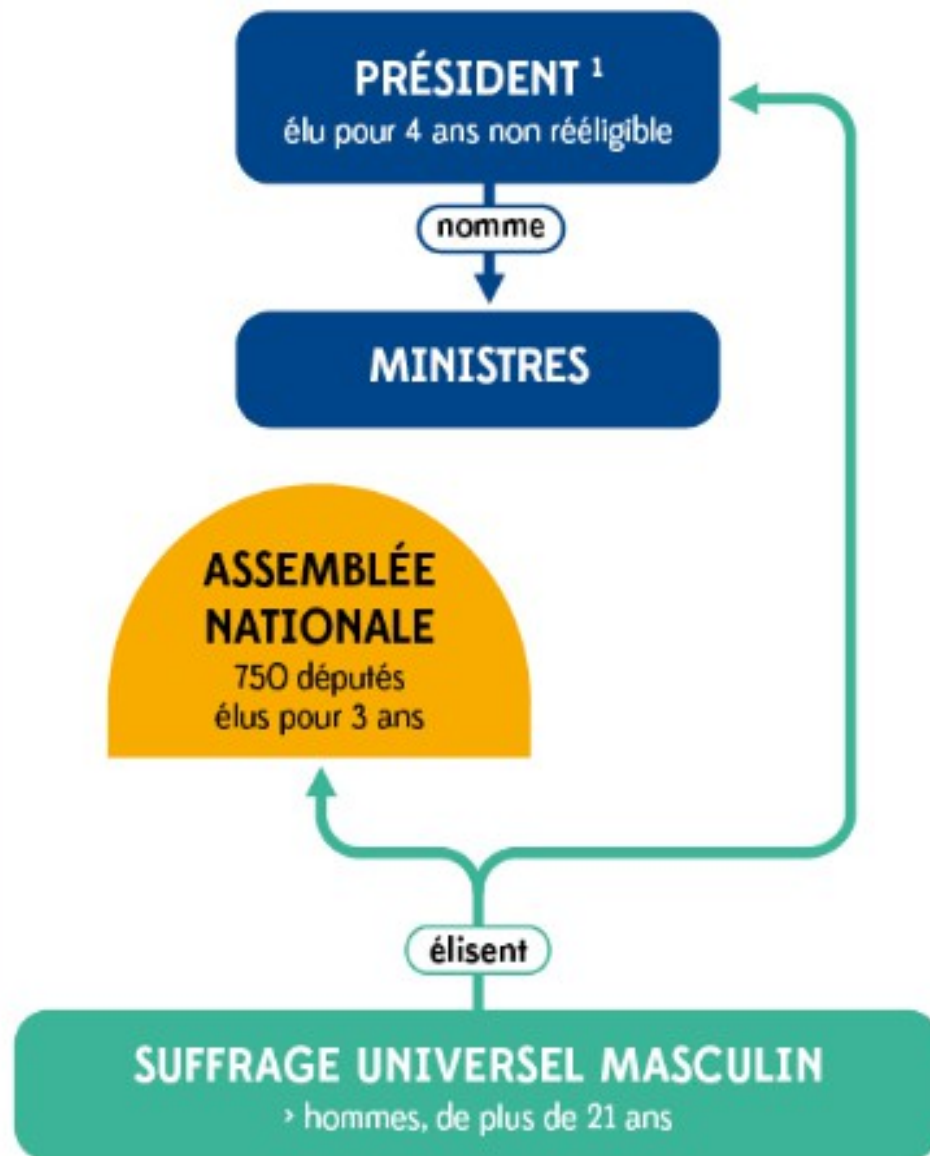 PRÉSIDENT ¹
élu pour 4 ans non rééligible
nomme
MINISTRES
ASSEMBLÉE
NATIONALE
750 députés
élus pour 3 ans
élisent
SUFFRAGE UNIVERSEL MASCULIN
> hommes, de plus de 21 ans